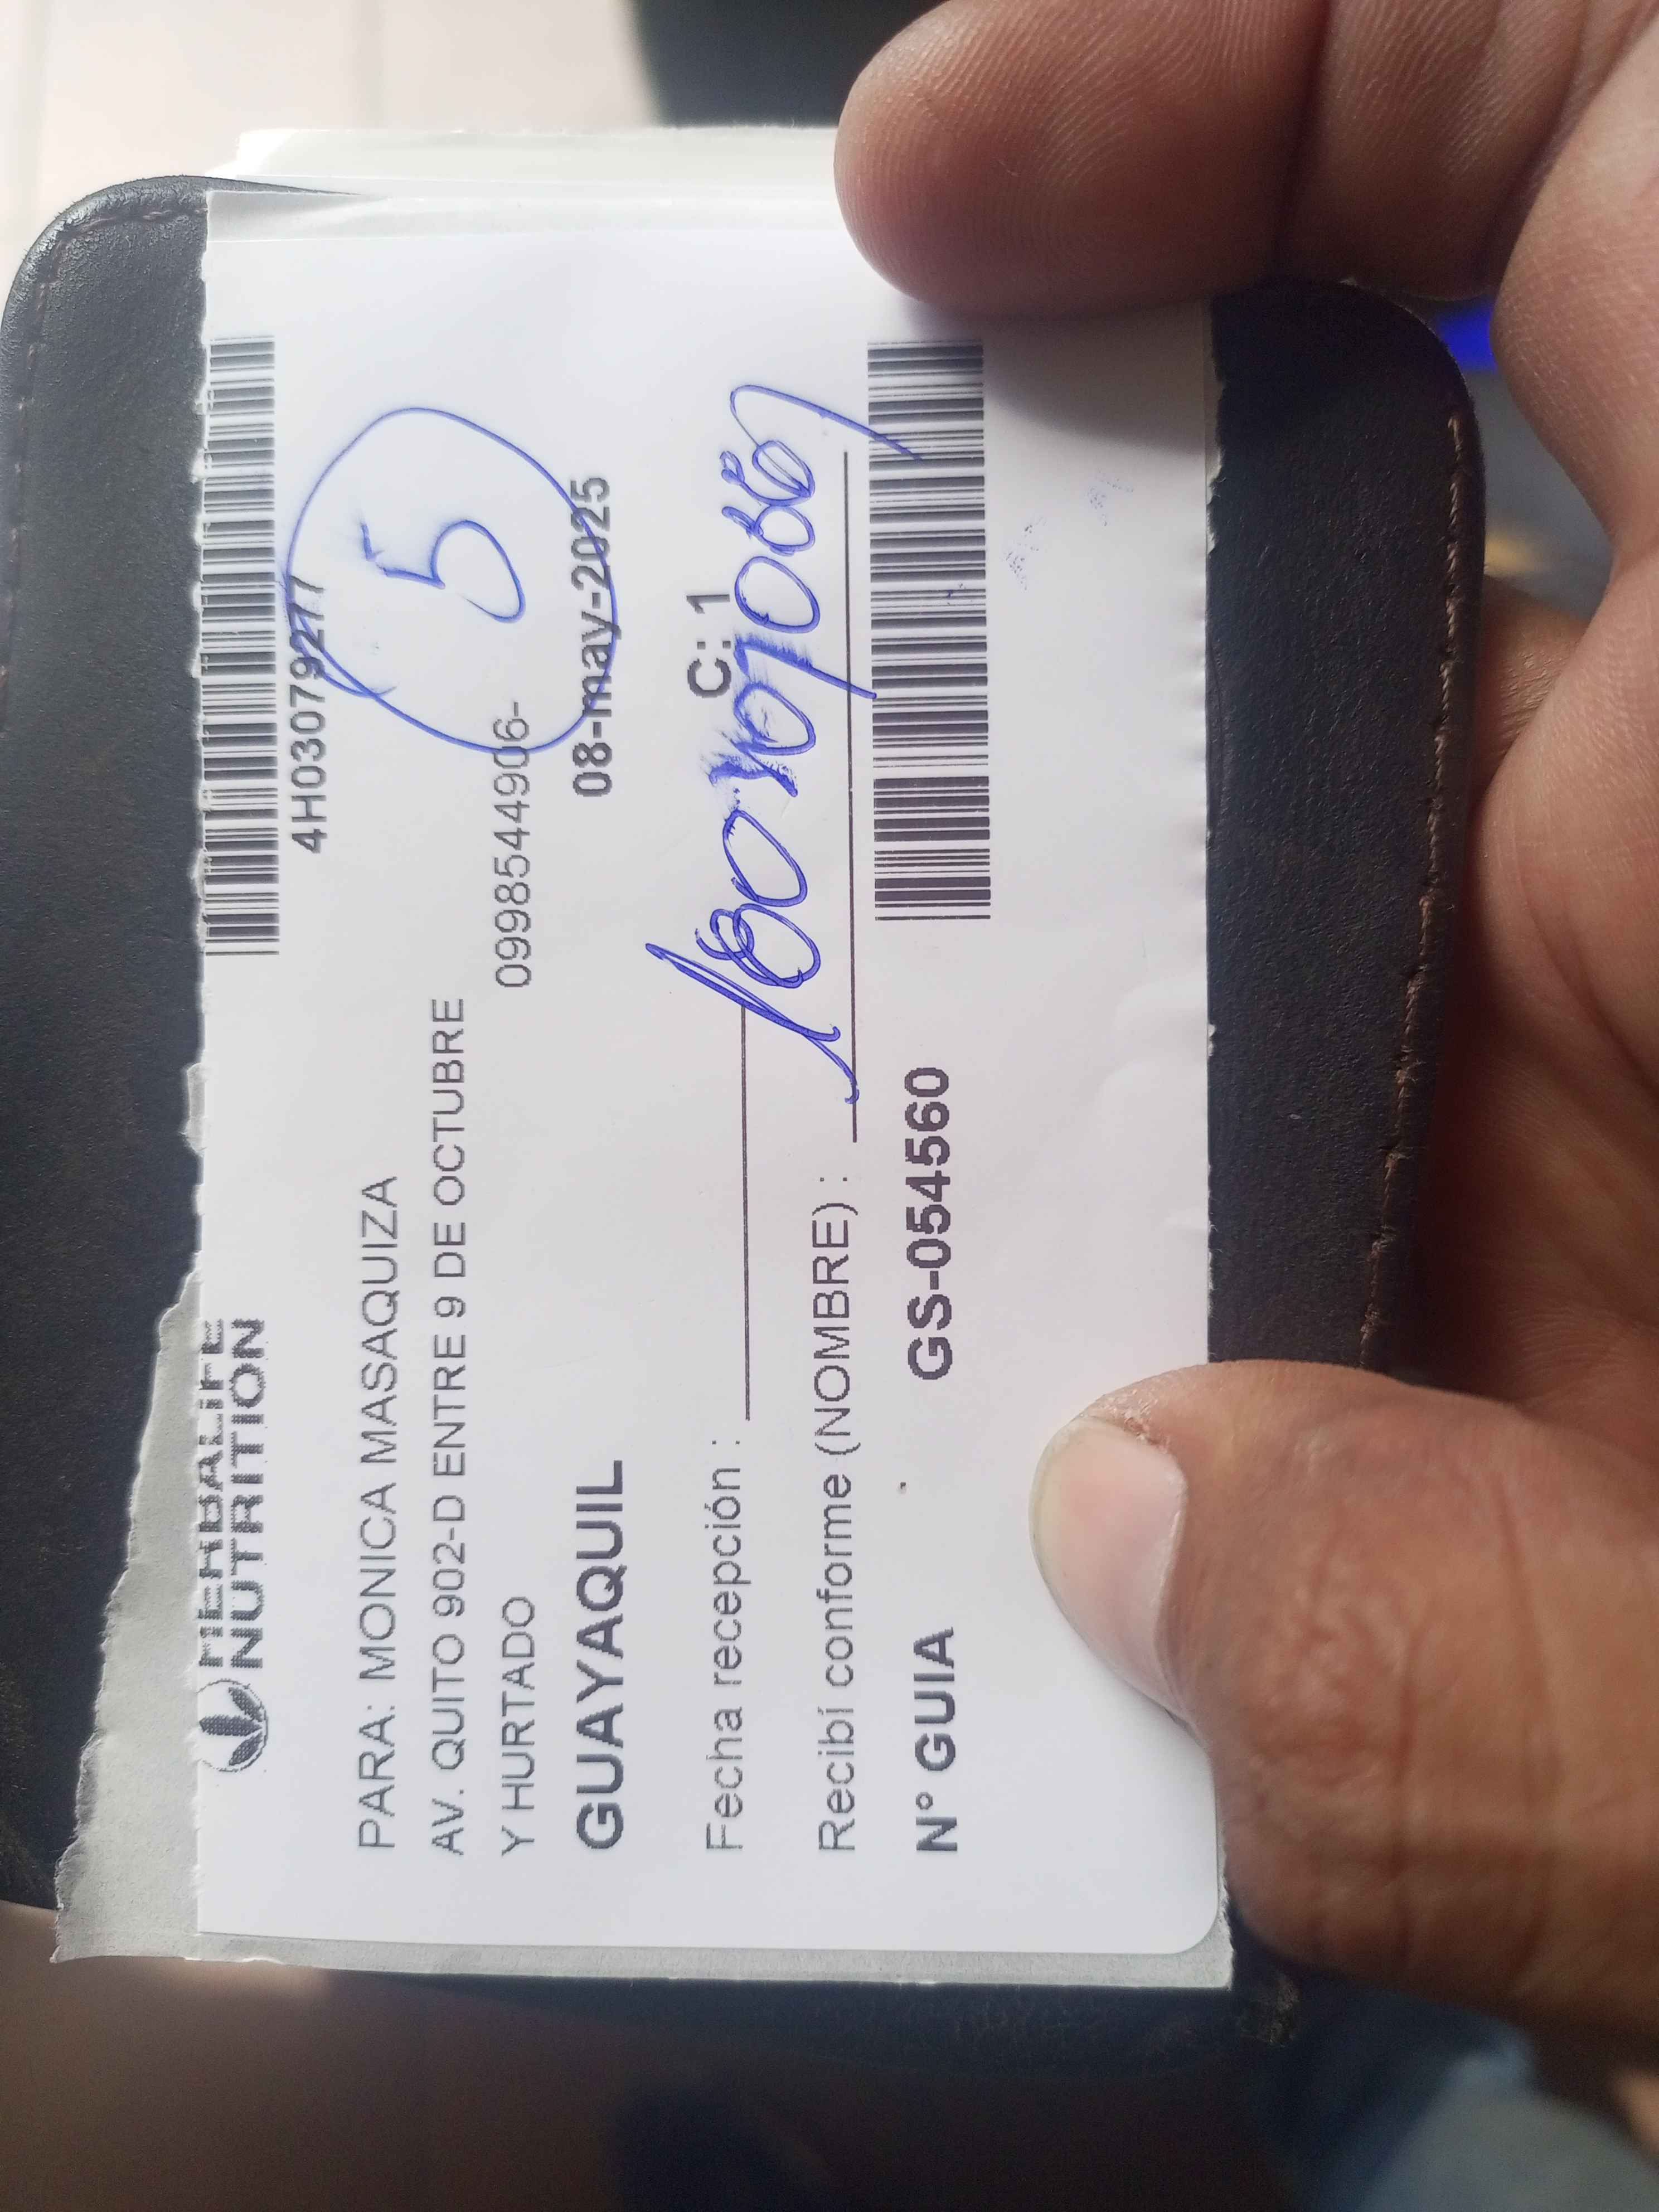 HERBALIFE
NUTRITION
4H03079277
PARA: MONICA MASAQUIZA
5
AV. QUITO 902-D ENTRE 9 DE OCTUBRE
Y HURTADO
0998544906-
GUAYAQUIL
08-may-2025
C: 1
Fecha recepción :
Recibí conforme (NOMBRE) :
N° GUIA
GS-054560